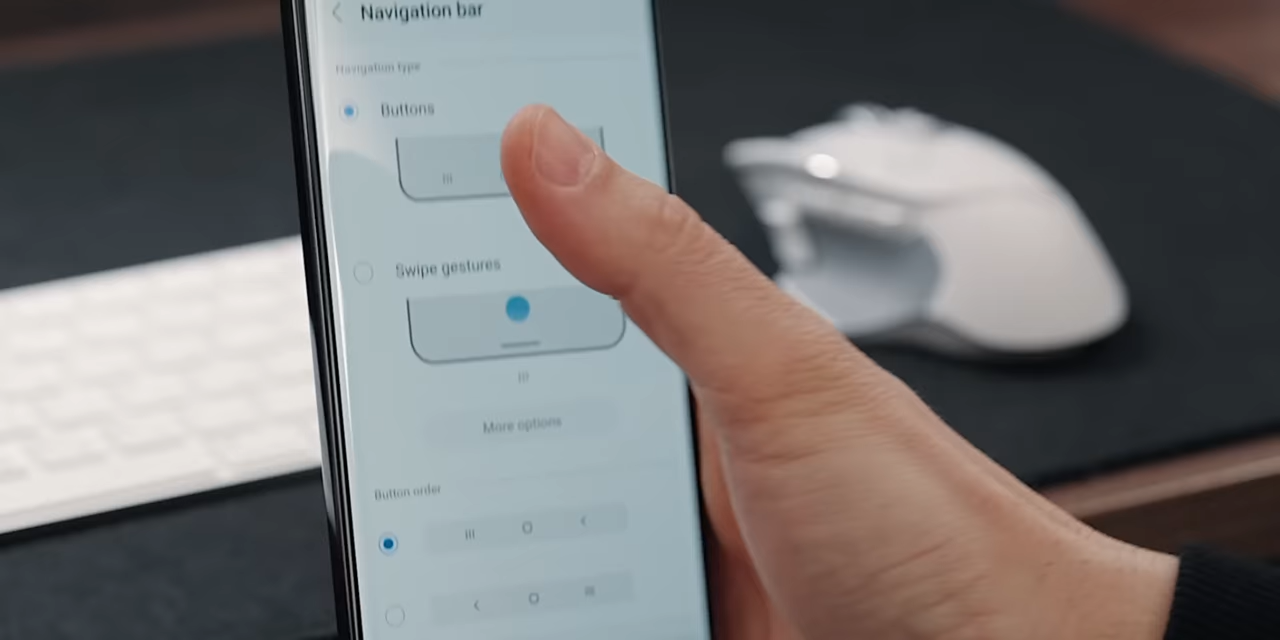 Navigation bar
Navigation type
Buttons
Swipe gestures
More options
Button order